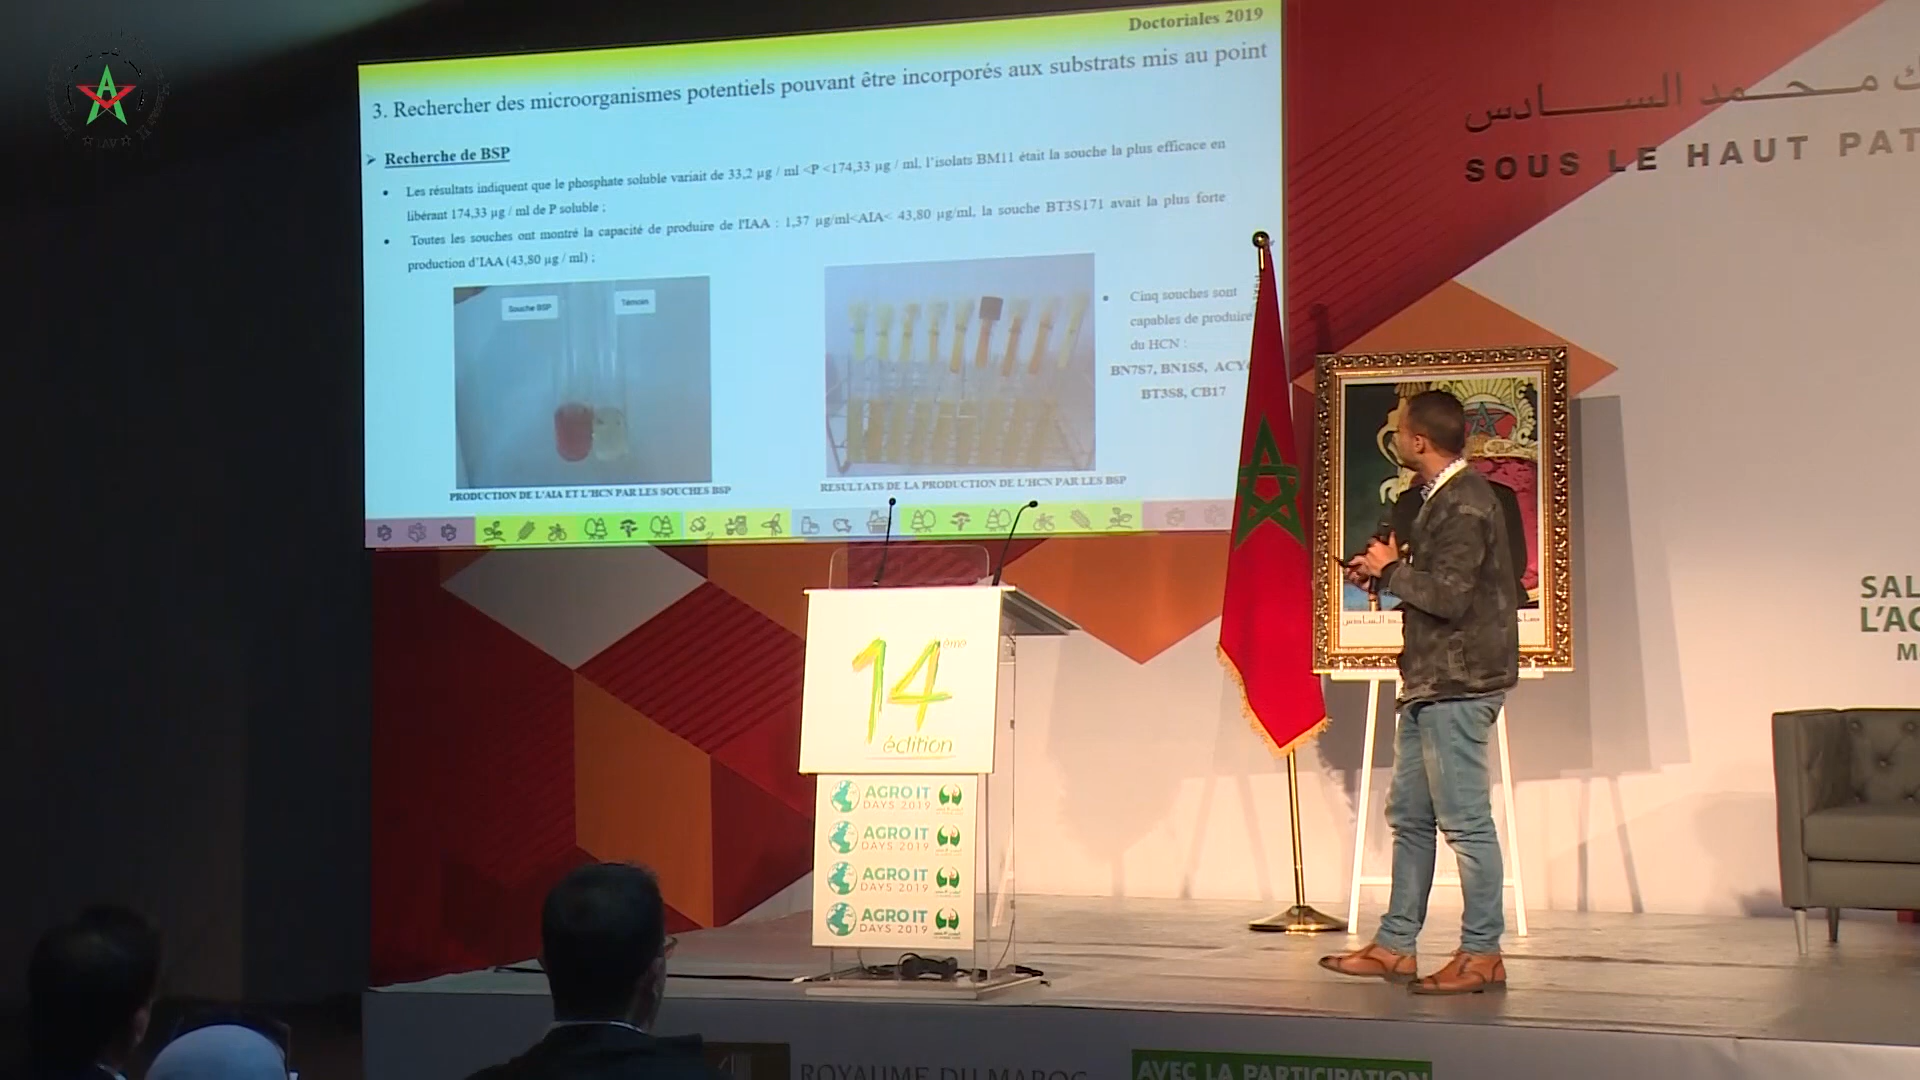 Doctoriales 2019
3. Rechercher des microorganismes potentiels pouvant être incorporés aux substrats mis au point
Recherche de BSP
Les résultats indiquent que le phosphate soluble variait de 33,2 µg / ml <P <174,33 µg / ml, l'isolats BM11 était la souche la plus efficace en
libérant 174,33 µg / ml de P soluble ;
Toutes les souches ont montré la capacité de produire de l'IAA : 1,37 µg/ml<AIA< 43,80 µg/ml, la souche BT3S171 avait la plus forte
production d'IAA (43,80 µg / ml) ;
Souche BSP
Témoin
Cinq souches sont
capables de produire
du HCN :
BN7S7, BN1S5,
BT3S8, CB17
PRODUCTION DE L'AIA ET L'HCN PAR LES SOUCHES BSP
RESULTATS DE LA PRODUCTION DE L'HCN PAR LES BSP
IAV
محمد السادس
SOUS LE HAUT PAT
SAL
L'AG
14ème
édition
AGRO IT
DAYS 2019
AGRO IT
DAYS 2019
AGRO IT
DAYS 2019
AGRO IT
DAYS 2019
ROYAUME DU MAROC
AVEC LA PARTICIPATION